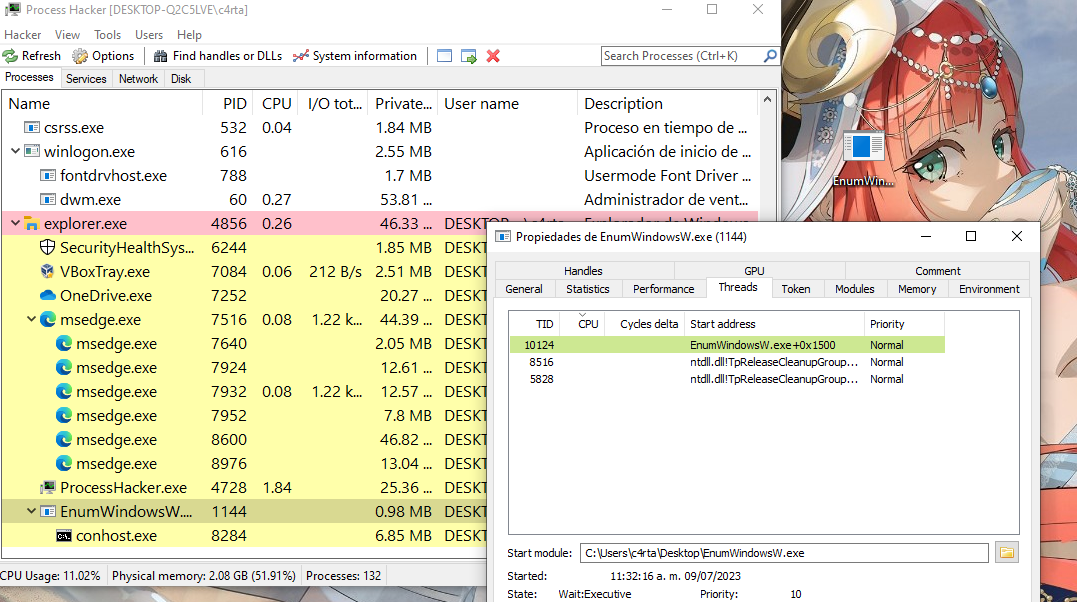 Process Hacker [DESKTOP-Q2C5LVE\c4rta]
Hacker View Tools Users Help
Refresh Options Find handles or DLLs System information Search Processes (Ctrl+K)
Processes Services Network Disk
Name PID CPU I/O tot... Private... User name Description
csrss.exe 532 0.04 1.84 MB Proceso en tiempo de ...
winlogon.exe 616 2.55 MB Aplicación de inicio de ...
fontdrvhost.exe 788 1.7 MB Usermode Font Driver ...
dwm.exe 60 0.27 53.81 ... Administrador de vent...
explorer.exe 4856 0.26 46.33 ...
SecurityHealthSys... 6244 1.85 MB DESKT
VBoxTray.exe 7084 0.06 212 B/s 2.51 MB DESKT
OneDrive.exe 7252 20.27 ... DESKT
msedge.exe 7516 0.08 1.22 k... 44.39 ... DESKT
msedge.exe 7640 2.05 MB DESKT
msedge.exe 7924 12.61 ... DESKT
msedge.exe 7932 0.08 1.22 k... 12.57 ... DESKT
msedge.exe 7952 7.8 MB DESKT
msedge.exe 8600 46.82 ... DESKT
msedge.exe 8976 13.04 ... DESKT
ProcessHacker.exe 4728 1.84 25.36 ... DESKT
EnumWindowsW.... 1144 0.98 MB DESKT
conhost.exe 8284 6.85 MB DESKT
CPU Usage: 11.02% Physical memory: 2.08 GB (51.91%) Processes: 132
EnumWin...
Propiedades de EnumWindowsW.exe (1144)
Handles GPU Comment
General Statistics Performance Threads Token Modules Memory Environment
TID CPU Cycles delta Start address Priority
10124 EnumWindowsW.exe+0x1500 Normal
8516 ntdll.dll!TpReleaseCleanupGroup... Normal
5828 ntdll.dll!TpReleaseCleanupGroup... Normal
Start module: C:\Users\c4rta\Desktop\EnumWindowsW.exe
Started: 11:32:16 a. m. 09/07/2023
State: Wait:Executive Priority: 10